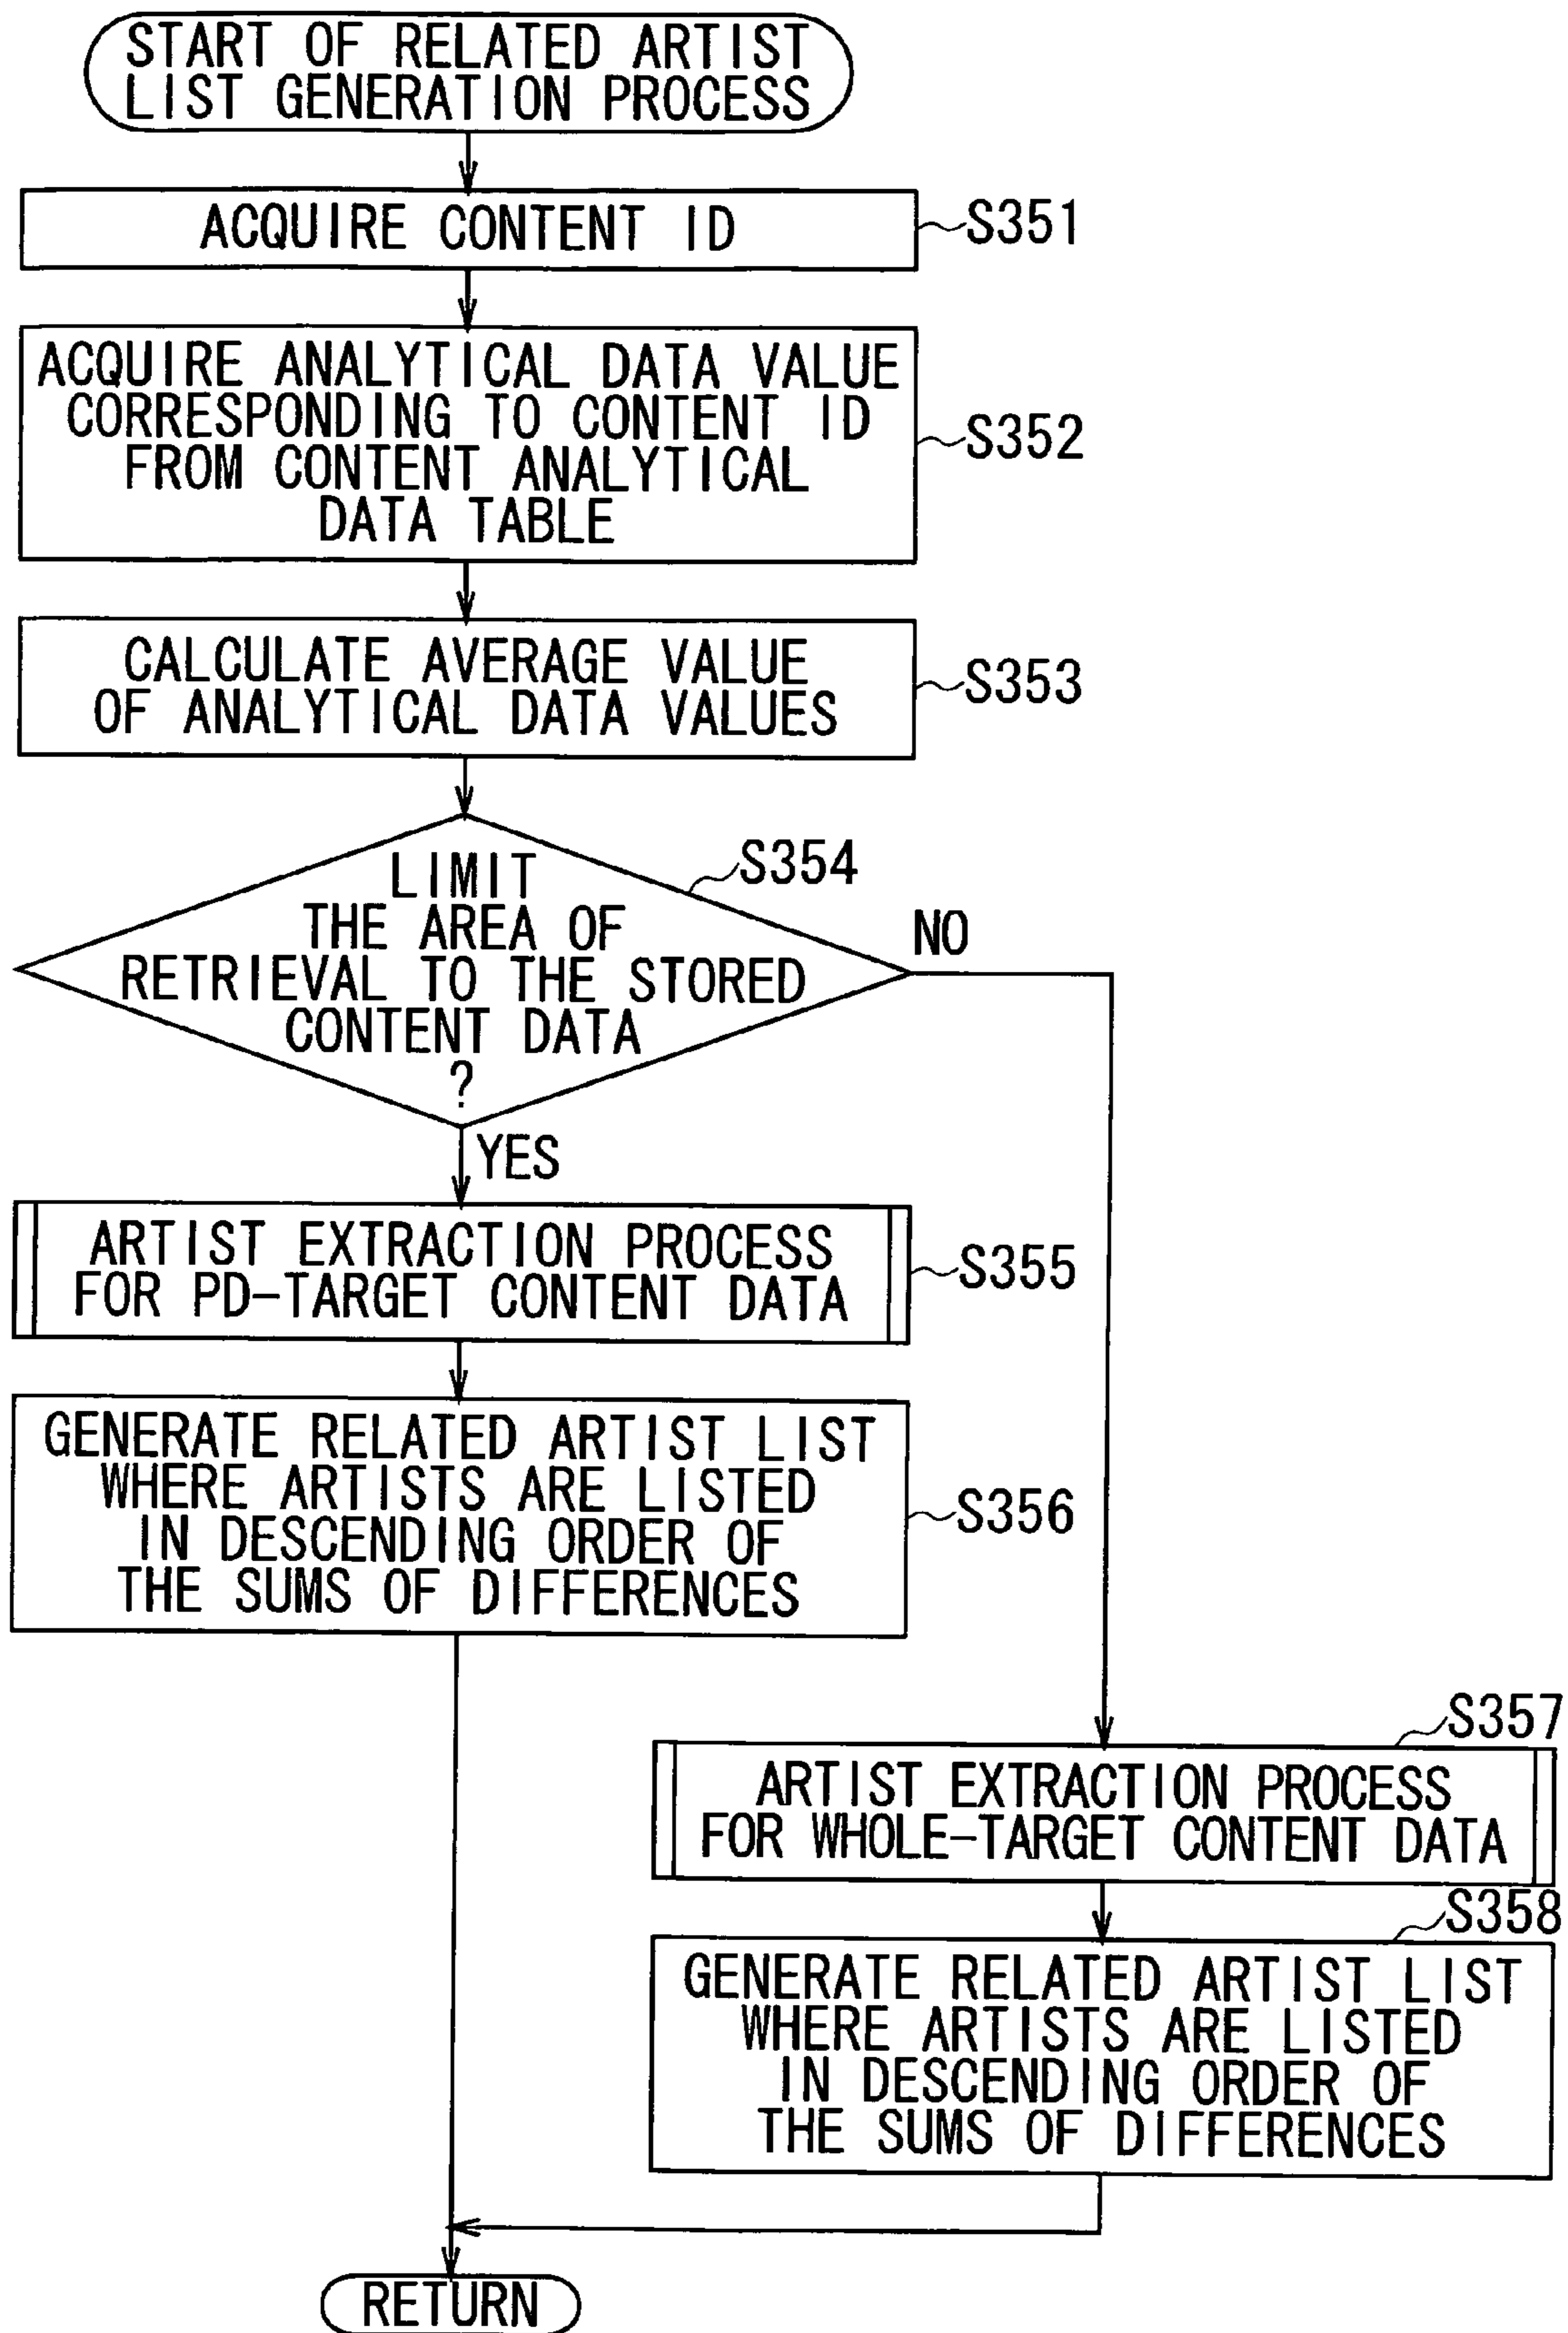 START OF RELATED ARTIST
LIST GENERATION PROCESS
ACQUIRE CONTENT ID
S351
ACQUIRE ANALYTICAL DATA VALUE
CORRESPONDING TO CONTENT ID
FROM CONTENT ANALYTICAL
DATA TABLE
S352
CALCULATE AVERAGE VALUE
OF ANALYTICAL DATA VALUES
S353
LIMIT
THE AREA OF
RETRIEVAL TO THE STORED
CONTENT DATA
?
S354
NO
YES
ARTIST EXTRACTION PROCESS
FOR PD-TARGET CONTENT DATA
S355
GENERATE RELATED ARTIST LIST
WHERE ARTISTS ARE LISTED
IN DESCENDING ORDER OF
THE SUMS OF DIFFERENCES
S356
S357
ARTIST EXTRACTION PROCESS
FOR WHOLE-TARGET CONTENT DATA
S358
GENERATE RELATED ARTIST LIST
WHERE ARTISTS ARE LISTED
IN DESCENDING ORDER OF
THE SUMS OF DIFFERENCES
RETURN